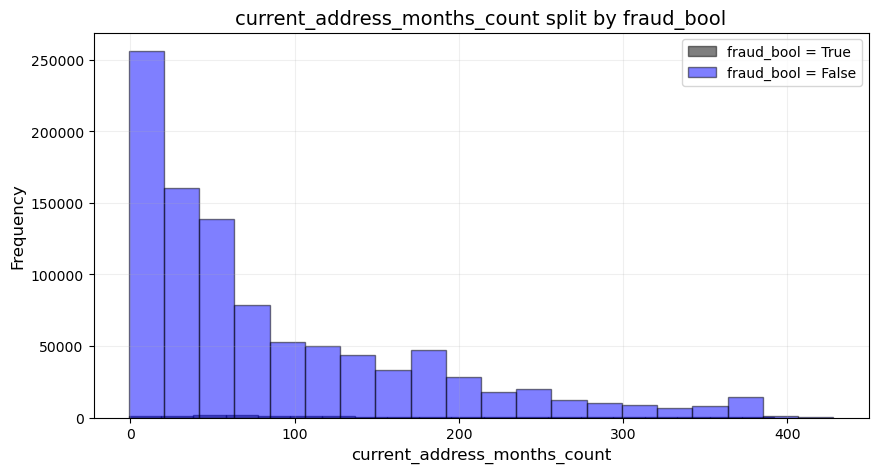 current_address_months_count split by fraud_bool
fraud_bool = True
fraud_bool = False
Frequency
250000
200000
150000
100000
50000
0
0 100 200 300 400
current_address_months_count